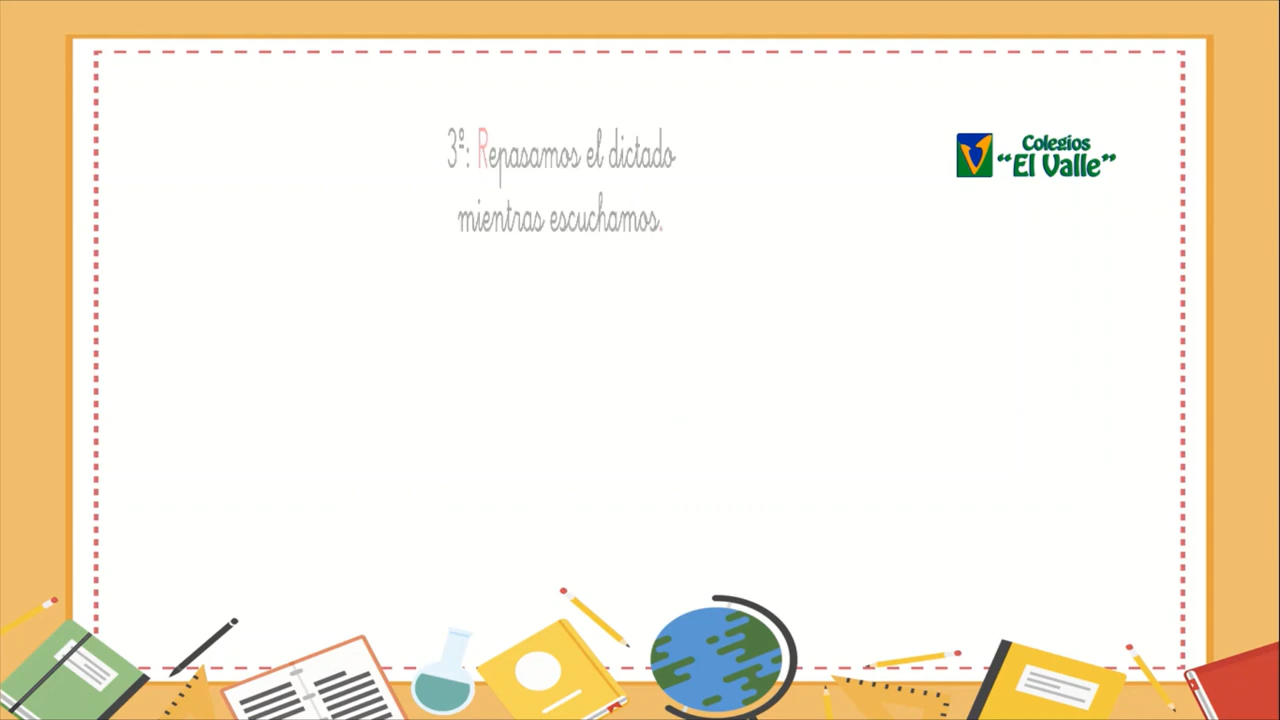 3º: Repasamos el dictado
mientras escuchamos.
Colegios
“El Valle”